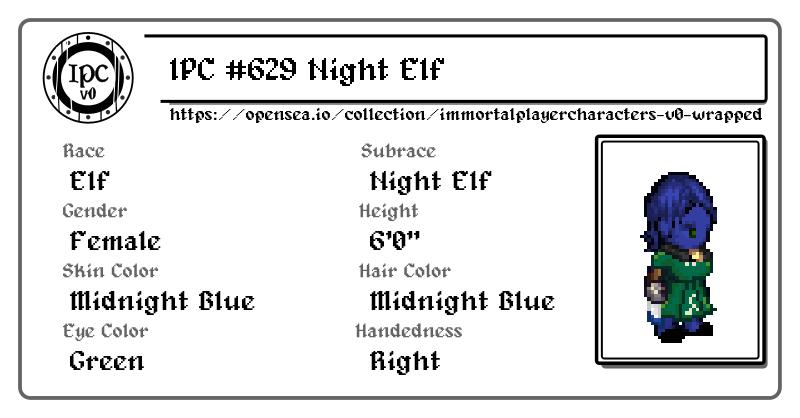 IPC
v0
IPC #629 Night Elf
https://opensea.io/collection/immortalplayercharacters-v0-wrapped
Race
Elf
Subrace
Night Elf
Gender
Female
Height
6'0"
Skin Color
Midnight Blue
Hair Color
Midnight Blue
Eye Color
Green
Handedness
Right